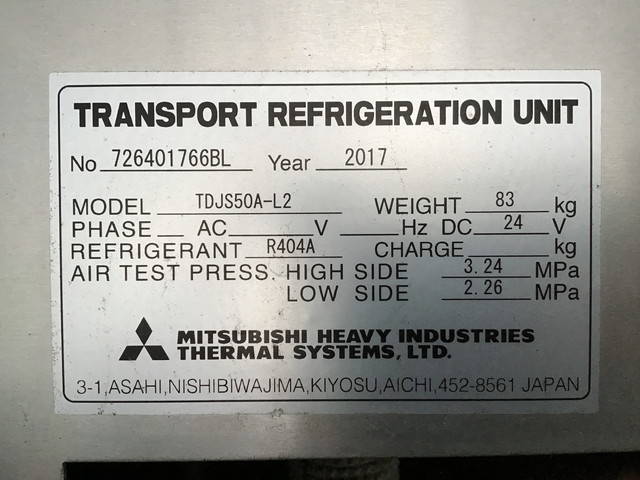 TRANSPORT REFRIGERATION UNIT
No 726401766BL Year 2017
MODEL TDJS50A-L2 WEIGHT 83 kg
PHASE AC V Hz DC 24 V
REFRIGERANT R404A CHARGE kg
AIR TEST PRESS. HIGH SIDE 3.24 MPa
LOW SIDE 2.26 MPa
MITSUBISHI HEAVY INDUSTRIES
THERMAL SYSTEMS, LTD.
3-1,ASAHI,NISHIBIWAJIMA,KIYOSU,AICHI,452-8561 JAPAN